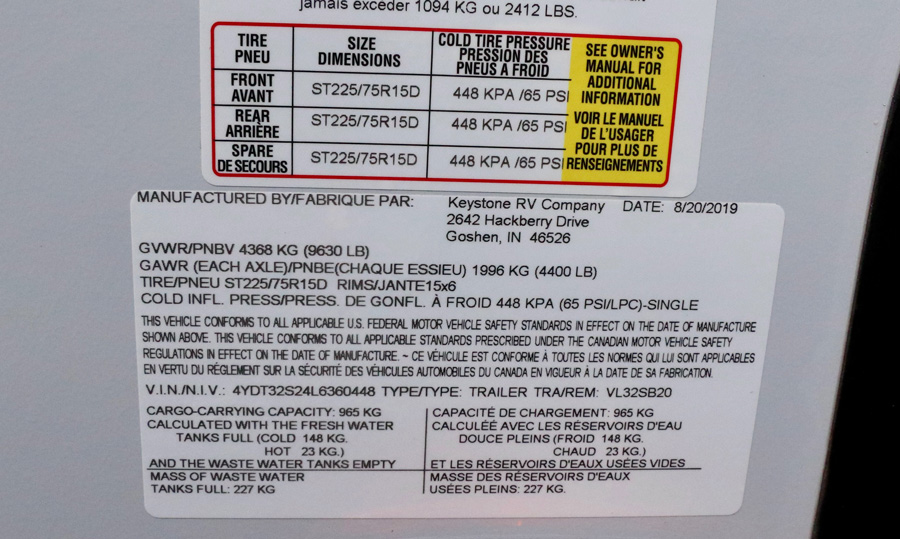 jamais excéder 1094 KG ou 2412 LBS.
TIRE PNEU SIZE DIMENSIONS COLD TIRE PRESSURE PRESSION DES PNEUS A FROID
FRONT AVANT ST225/75R15D 448 KPA /65 PSI
REAR ARRIÈRE ST225/75R15D 448 KPA /65 PSI
SPARE DE SECOURS ST225/75R15D 448 KPA /65 PSI
SEE OWNER'S
MANUAL FOR
ADDITIONAL
INFORMATION
VOIR LE MANUEL
DE L'USAGER
POUR PLUS DE
RENSEIGNEMENTS
MANUFACTURED BY/FABRIQUE PAR: Keystone RV Company DATE: 8/20/2019
2642 Hackberry Drive
Goshen, IN 46526
GVWR/PNBV 4368 KG (9630 LB)
GAWR (EACH AXLE)/PNBE(CHAQUE ESSIEU) 1996 KG (4400 LB)
TIRE/PNEU ST225/75R15D RIMS/JANTE15x6
COLD INFL. PRESS/PRESS. DE GONFL. À FROID 448 KPA (65 PSI/LPC)-SINGLE
THIS VEHICLE CONFORMS TO ALL APPLICABLE U.S. FEDERAL MOTOR VEHICLE SAFETY STANDARDS IN EFFECT ON THE DATE OF MANUFACTURE
SHOWN ABOVE. THIS VEHICLE CONFORMS TO ALL APPLICABLE STANDARDS PRESCRIBED UNDER THE CANADIAN MOTOR VEHICLE SAFETY
REGULATIONS IN EFFECT ON THE DATE OF MANUFACTURE. ~ CE VÉHICULE EST CONFORME À TOUTES LES NORMES QUI LUI SONT APPLICABLES
EN VERTU DU RÉGLEMENT SUR LA SÉCURITÉ DES VÉHICULES AUTOMOBILES DU CANADA EN VIGUEUR À LA DATE DE SA FABRICATION.
V.I.N./N.I.V.: 4YDT32S24L6360448 TYPE/TYPE: TRAILER TRA/REM: VL32SB20
CARGO-CARRYING CAPACITY: 965 KG
CALCULATED WITH THE FRESH WATER
TANKS FULL (COLD 148 KG.
HOT 23 KG.)
AND THE WASTE WATER TANKS EMPTY
MASS OF WASTE WATER
TANKS FULL: 227 KG
CAPACITÉ DE CHARGEMENT: 965 KG
CALCULÉE AVEC LES RÉSERVOIRS D'EAU
DOUCE PLEINS (FROID 148 KG.
CHAUD 23 KG.)
ET LES RÉSERVOIRS D'EAUX USÉES VIDES
MASSE DES RÉSERVOIRS D'EAUX
USÉES PLEINS: 227 KG.